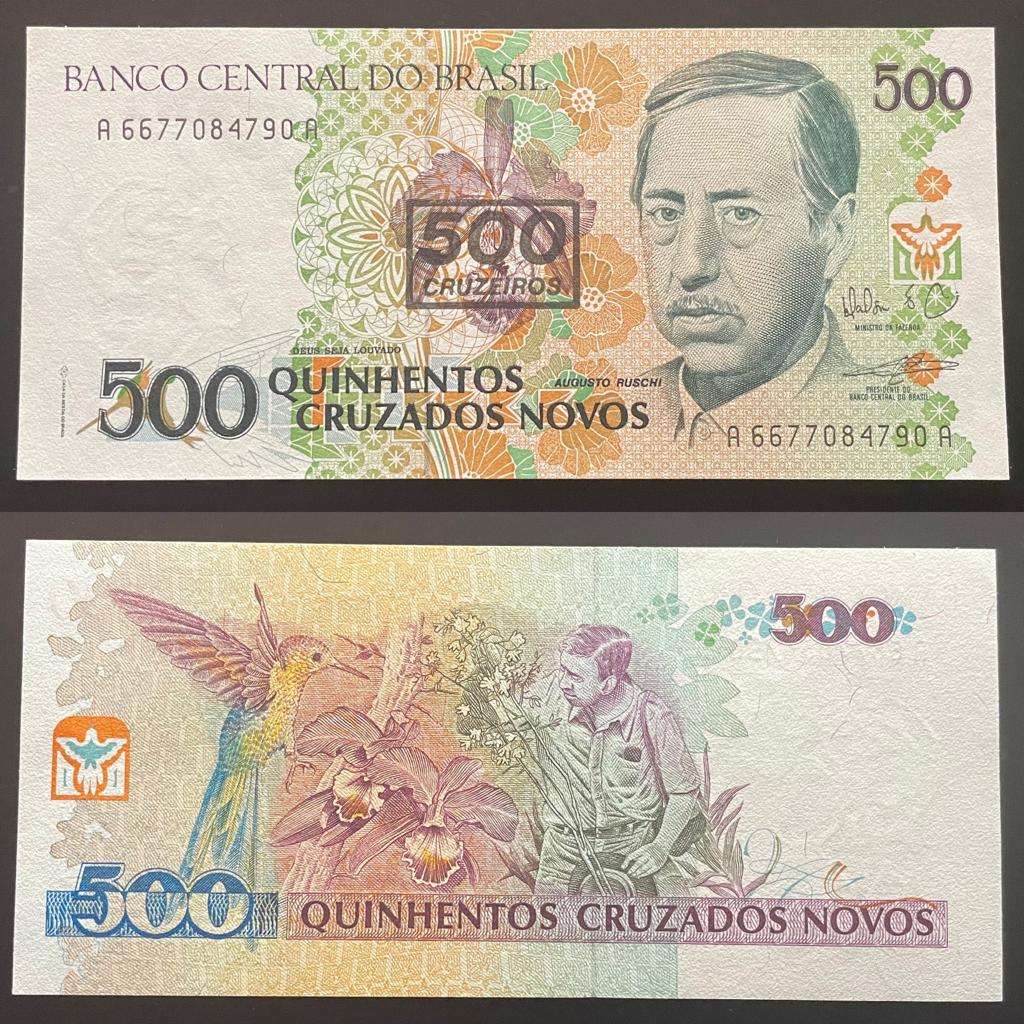 BANCO CENTRAL DO BRASIL
500
A 6677084790 A
500
CRUZEIROS
MINISTRO DA FAZENDA
DEUS SEJA LOUVADO
500
QUINHENTOS
CRUZADOS NOVOS
AUGUSTO RUSCHI
PRESIDENTE DO
BANCO CENTRAL DO BRASIL
A 6677084790 A
500
500
QUINHENTOS CRUZADOS NOVOS